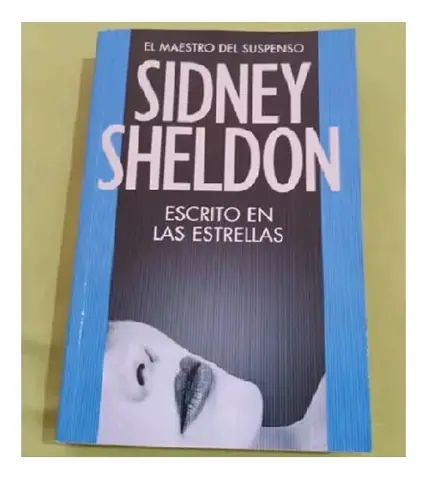 EL MAESTRO DEL SUSPENSO
SIDNEY
SHELDON
ESCRITO EN
LAS ESTRELLAS